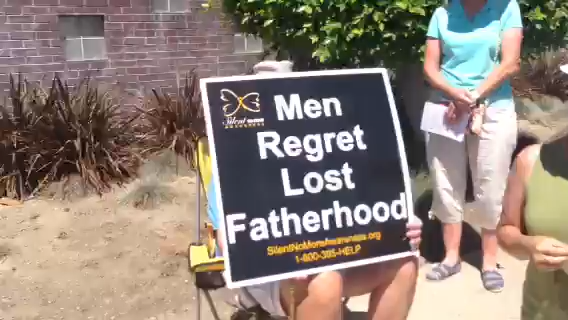 Silent no more
AWARENESS
Men
Regret
Lost
Fatherhood
SilentNoMoreAwareness.org
1-800-395-HELP